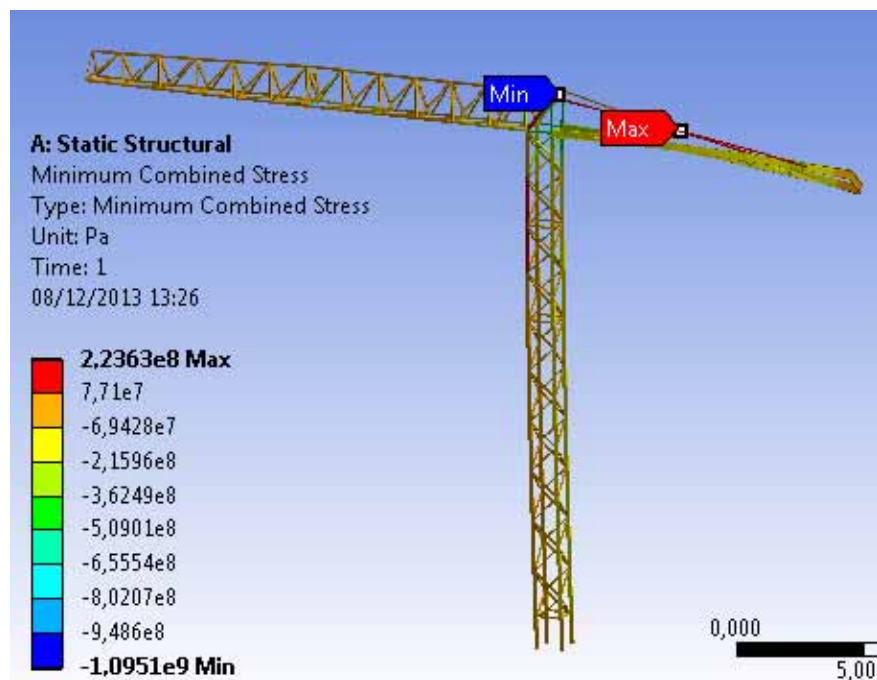 Min
Max
A: Static Structural
Minimum Combined Stress
Type: Minimum Combined Stress
Unit: Pa
Time: 1
08/12/2013 13:26
2,2363e8 Max
7,71e7
-6,9428e7
-2,1596e8
-3,6249e8
-5,0901e8
-6,5554e8
-8,0207e8
-9,486e8
-1,0951e9 Min
0,000
5,00